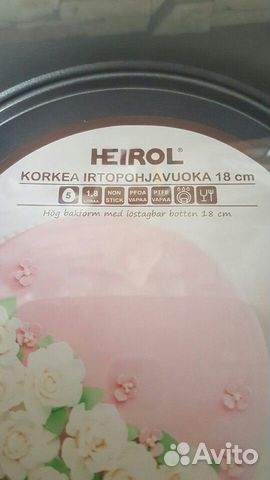 HEIROL®
KORKEA IRTOPOHJAVUOKA 18 cm
5 1,8 LITRAA NON STICK PFOA VAPAA PTFE VAPAA
Hög bakform med löstagbar botten 18 cm
Avito